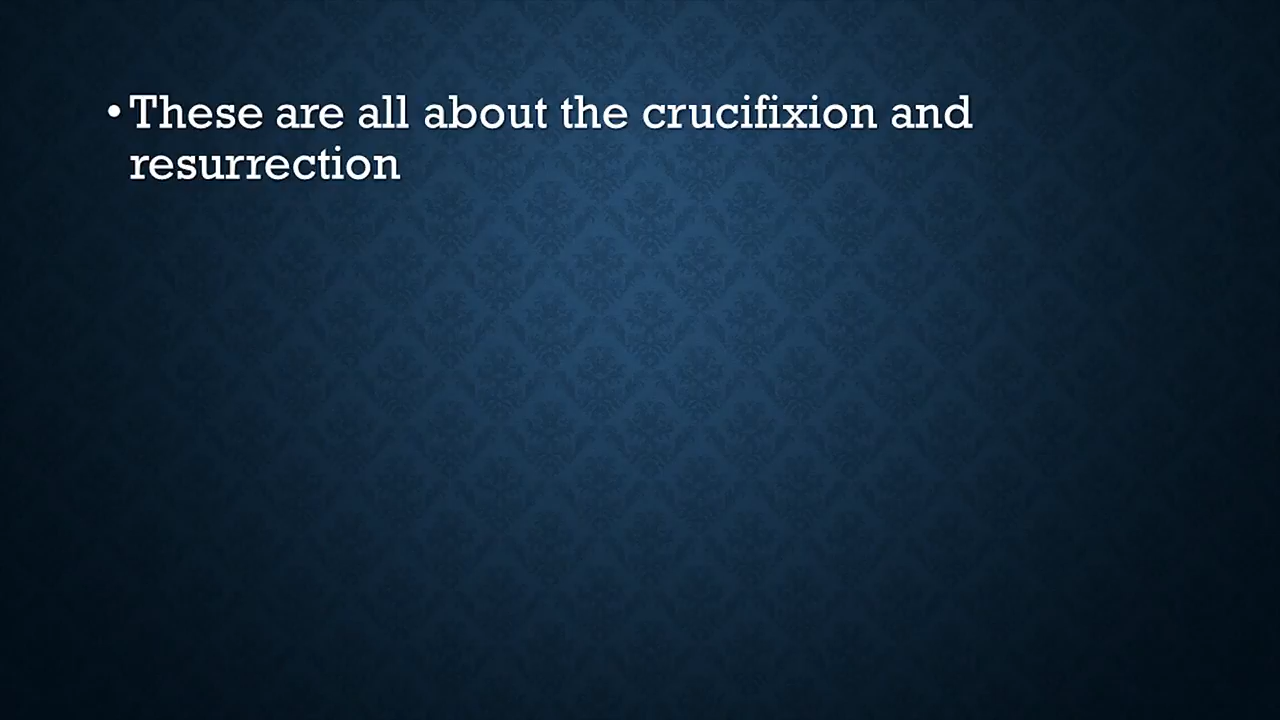 • These are all about the crucifixion and
resurrection